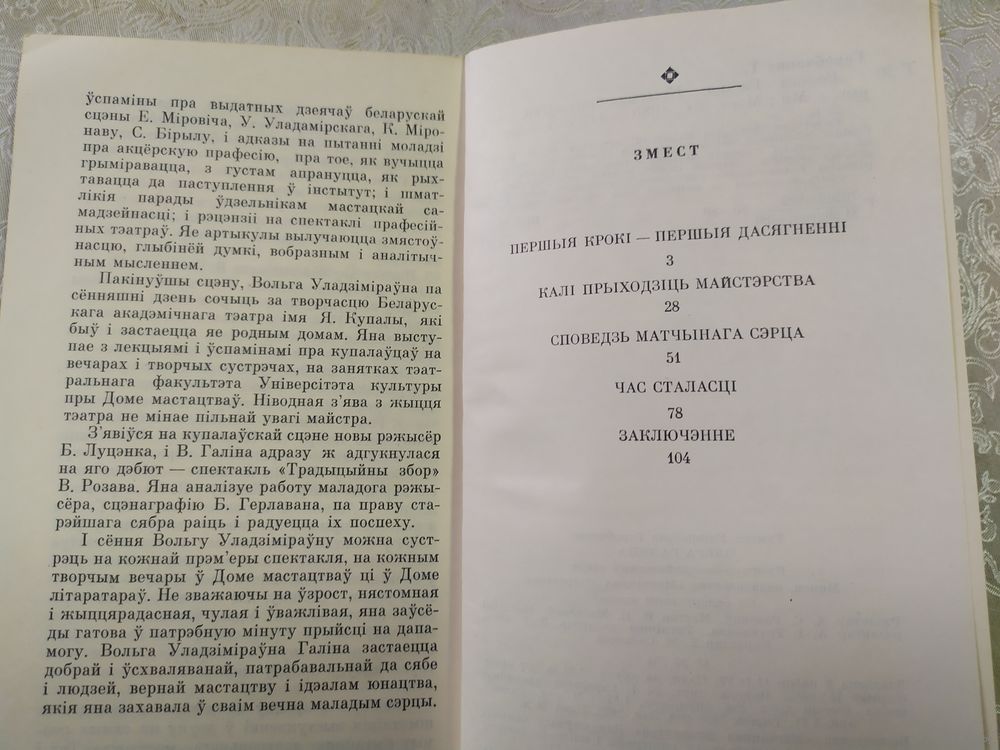 ўспаміны пра выдатных дзеячаў беларускай
сцэны Е. Міровіча, У. Уладамірскага, К. Міро-
наву, С. Бірылу, і адказы на пытанні моладзі
пра акцёрскую прафесію, пра тое, як вучыцца
грыміравацца, з густам апрануцца, як рых-
тавацца да паступлення ў інстытут; і шмат-
лікія парады ўдзельнікам мастацкай са-
мадзейнасці; і рэцэнзіі на спектаклі прафесій-
ных тэатраў. Яе артыкулы вылучаюцца змястоў-
насцю, глыбінёй думкі, вобразным і аналітыч-
ным мысленнем.
Пакінуўшы сцэну, Вольга Уладзіміраўна па
сённяшні дзень сочыць за творчасцю Беларус-
кага акадэмічнага тэатра імя Я. Купалы, які
быў і застаецца яе родным домам. Яна высту-
пае з лекцыямі і ўспамінамі пра купалаўцаў на
вечарах і творчых сустрэчах, на занятках тэат-
ральнага факультэта Універсітэта культуры
пры Доме мастацтваў. Ніводная з'ява з жыцця
тэатра не мінае пільнай увагі майстра.
З'явіўся на купалаўскай сцэне новы рэжысёр
Б. Луцэнка, і В. Галіна адразу ж адгукнулася
на яго дэбют — спектакль «Традыцыйны збор»
В. Розава. Яна аналізуе работу маладога рэжы-
сёра, сцэнаграфію Б. Герлавана, па праву ста-
рэйшага сябра раіць і радуецца іх поспеху.
І сёння Вольгу Уладзіміраўну можна суст-
рэць на кожнай прэм'еры спектакля, на кожным
творчым вечары ў Доме мастацтваў ці ў Доме
літаратараў. Не зважаючы на ўзрост, нястомная
і жыццярадасная, чулая і ўважлівая, яна заўсё-
ды гатова ў патрэбную мінуту прыйсці на дапа-
могу. Вольга Уладзіміраўна Галіна застаецца
добрай і ўсхваляванай, патрабавальнай да сябе
і людзей, вернай мастацтву і ідэалам юнацтва,
якія яна захавала ў сваім вечна маладым сэрцы.
ЗМЕСТ
ПЕРШЫЯ КРОКІ — ПЕРШЫЯ ДАСЯГНЕННІ
3
КАЛІ ПРЫХОДЗІЦЬ МАЙСТЭРСТВА
28
СПОВЕДЗЬ МАТЧЫНАГА СЭРЦА
51
ЧАС СТАЛАСЦІ
78
ЗАКЛЮЧЭННЕ
104